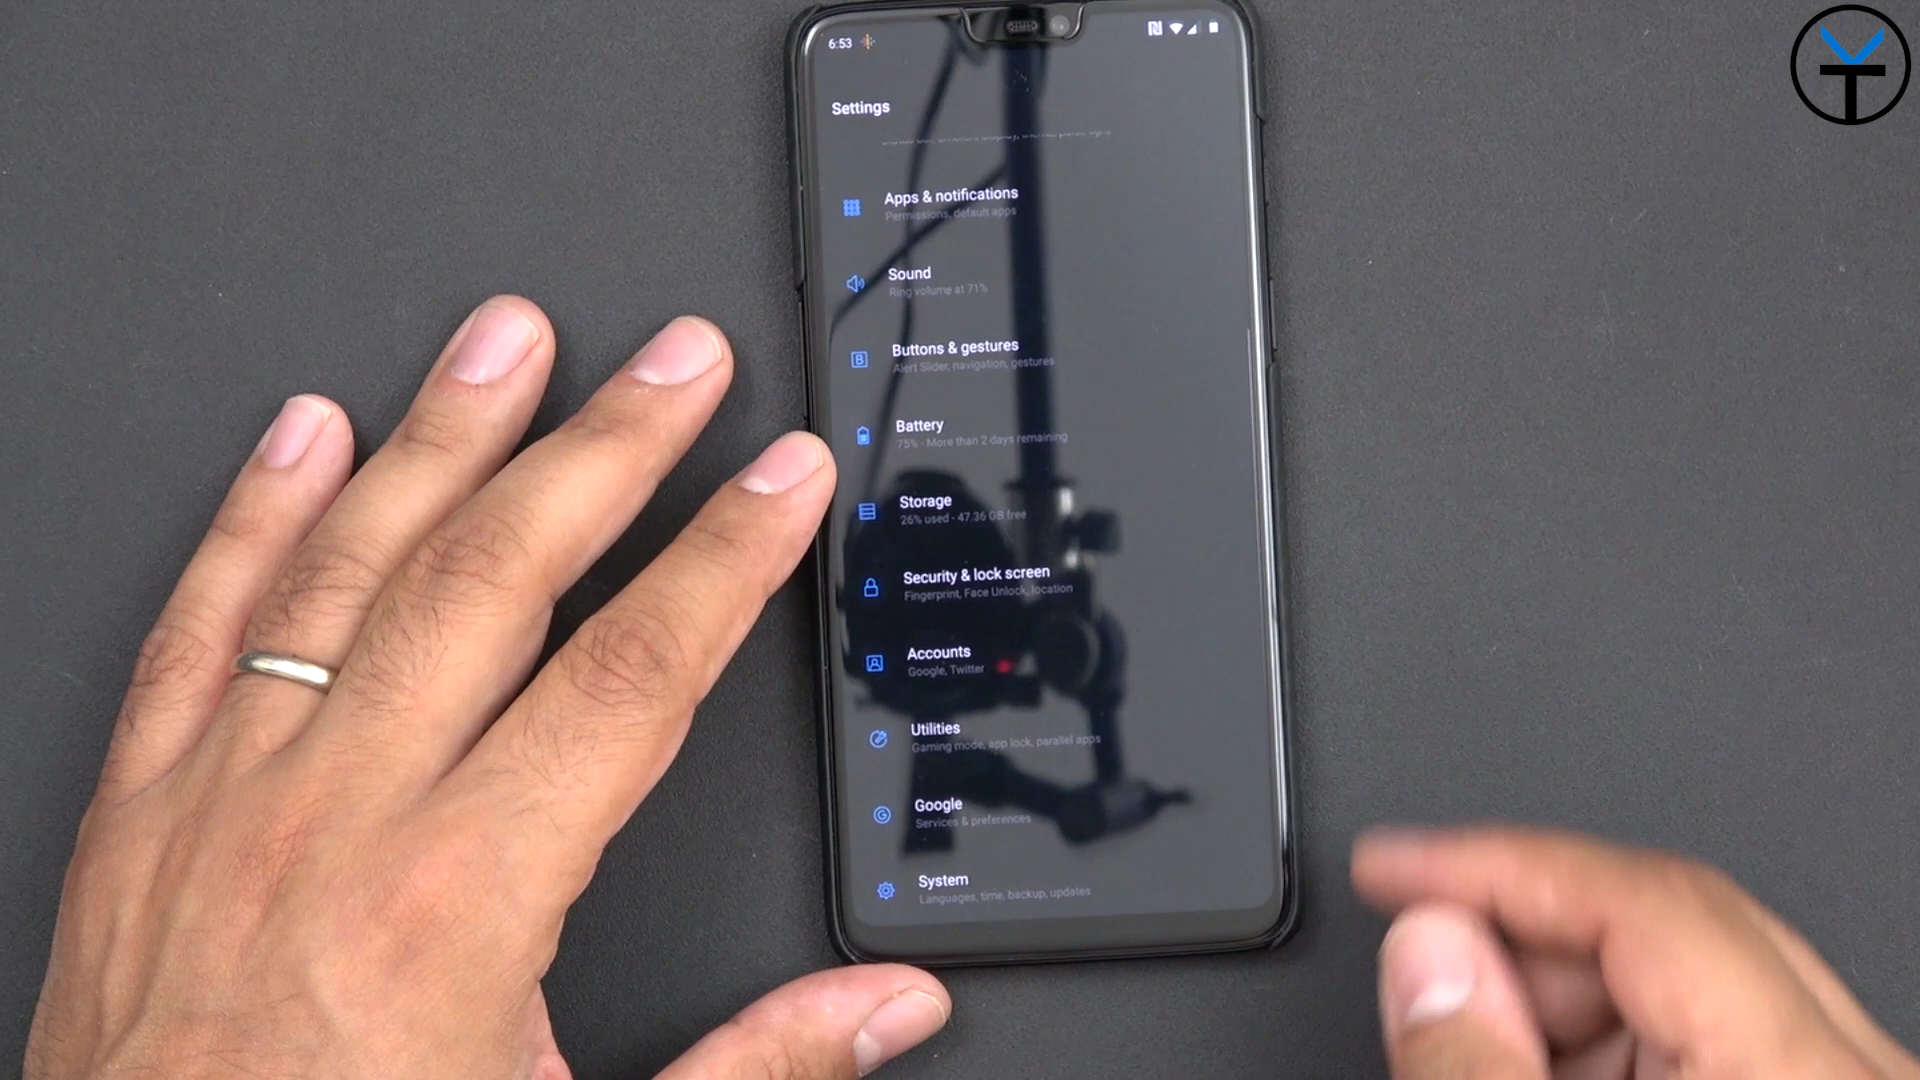 6:53
Settings
Apps & notifications
Permissions, default apps
Sound
Ring volume at 71%
Buttons & gestures
Alert Slider, navigation, gestures
Battery
75% - More than 2 days remaining
Storage
26% used - 47.36 GB free
Security & lock screen
Fingerprint, Face Unlock, location
Accounts
Google, Twitter
Utilities
Gaming mode, app lock, parallel apps
Google
Services & preferences
System
Languages, time, backup, updates